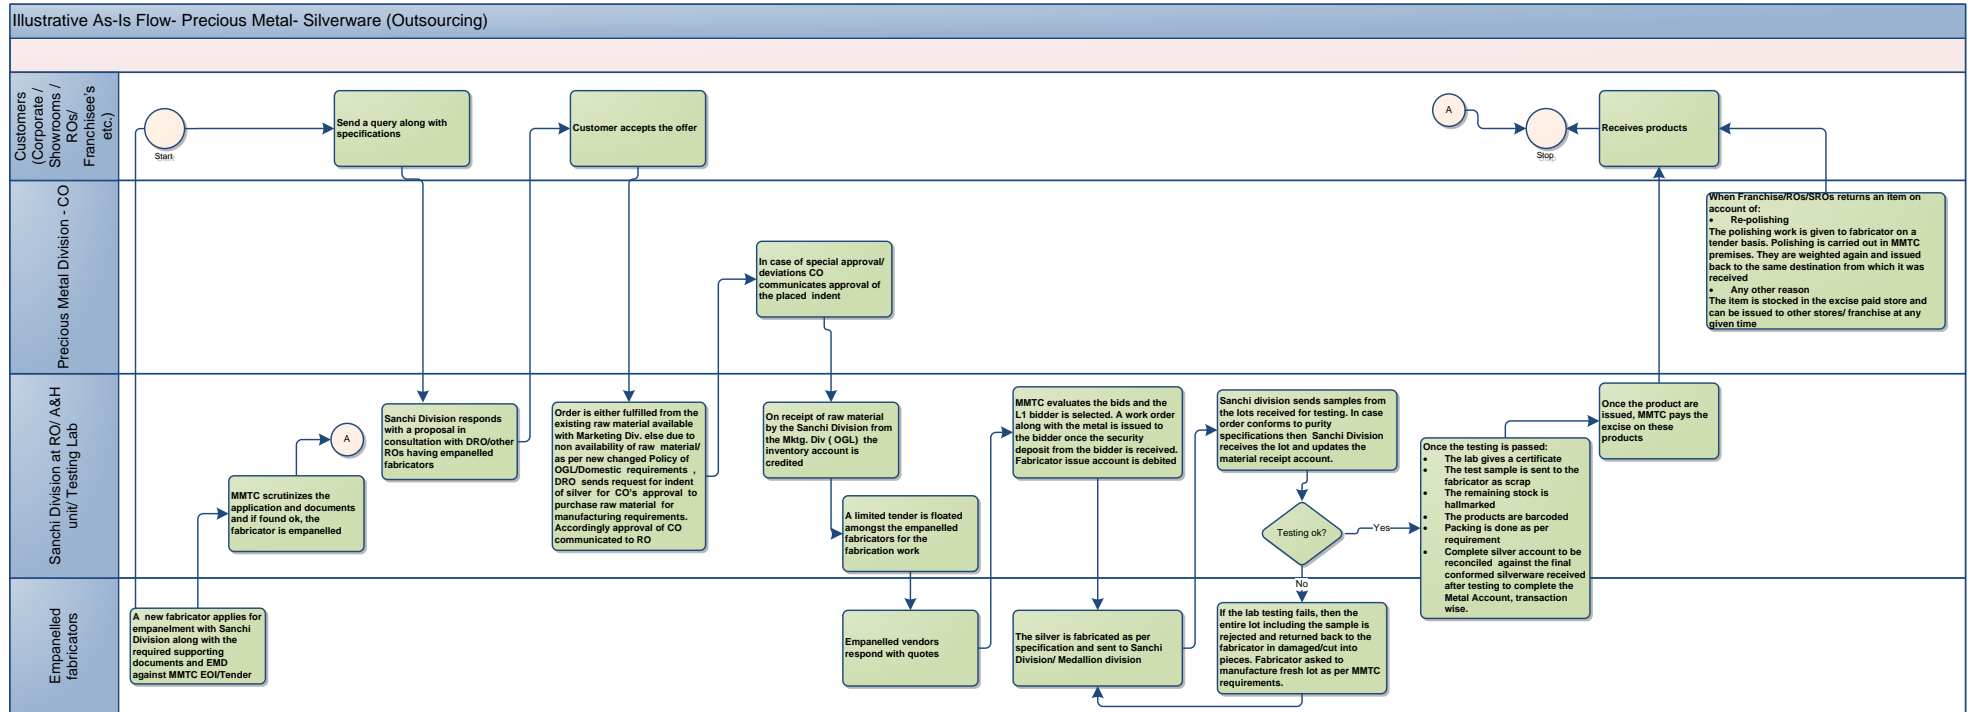 Illustrative As-Is Flow- Precious Metal- Silverware (Outsourcing)
Customers
(Corporate /
Showrooms /
ROs/
Franchisee's
etc.)
Start
Send a query along with
specifications
Customer accepts the offer
A
Stop
Receives products
Precious Metal Division - CO
In case of special approval/
deviations CO
communicates approval of
the placed indent
When Franchise/ROs/SROs returns an item on
account of:
• Re-polishing
The polishing work is given to fabricator on a
tender basis. Polishing is carried out in MMTC
premises. They are weighted again and issued
back to the same destination from which it was
received
• Any other reason
The item is stocked in the excise paid store and
can be issued to other stores/ franchise at any
given time
Sanchi Division at RO/ A&H
unit/ Testing Lab
MMTC scrutinizes the
application and documents
and if found ok, the
fabricator is empanelled
A
Sanchi Division responds
with a proposal in
consultation with DRO/other
ROs having empanelled
fabricators
Order is either fulfilled from the
existing raw material available
with Marketing Div. else due to
non availability of raw material/
as per new changed Policy of
OGL/Domestic requirements ,
DRO sends request for indent
of silver for CO's approval to
purchase raw material for
manufacturing requirements.
Accordingly approval of CO
communicated to RO
On receipt of raw material
by the Sanchi Division from
the Mktg. Div ( OGL) the
inventory account is
credited
A limited tender is floated
amongst the empanelled
fabricators for the
fabrication work
MMTC evaluates the bids and the
L1 bidder is selected. A work order
along with the metal is issued to
the bidder once the security
deposit from the bidder is received.
Fabricator issue account is debited
Sanchi division sends samples from
the lots received for testing. In case
order conforms to purity
specifications then Sanchi Division
receives the lot and updates the
material receipt account.
Testing ok?
Yes
No
Once the testing is passed:
• The lab gives a certificate
• The test sample is sent to the
fabricator as scrap
• The remaining stock is
hallmarked
• The products are barcoded
• Packing is done as per
requirement
• Complete silver account to be
reconciled against the final
conformed silverware received
after testing to complete the
Metal Account, transaction
wise.
Once the product are
issued, MMTC pays the
excise on these
products
Empanelled
fabricators
A new fabricator applies for
empanelment with Sanchi
Division along with the
required supporting
documents and EMD
against MMTC EOI/Tender
Empanelled vendors
respond with quotes
The silver is fabricated as per
specification and sent to Sanchi
Division/ Medallion division
If the lab testing fails, then the
entire lot including the sample is
rejected and returned back to the
fabricator in damaged/cut into
pieces. Fabricator asked to
manufacture fresh lot as per MMTC
requirements.